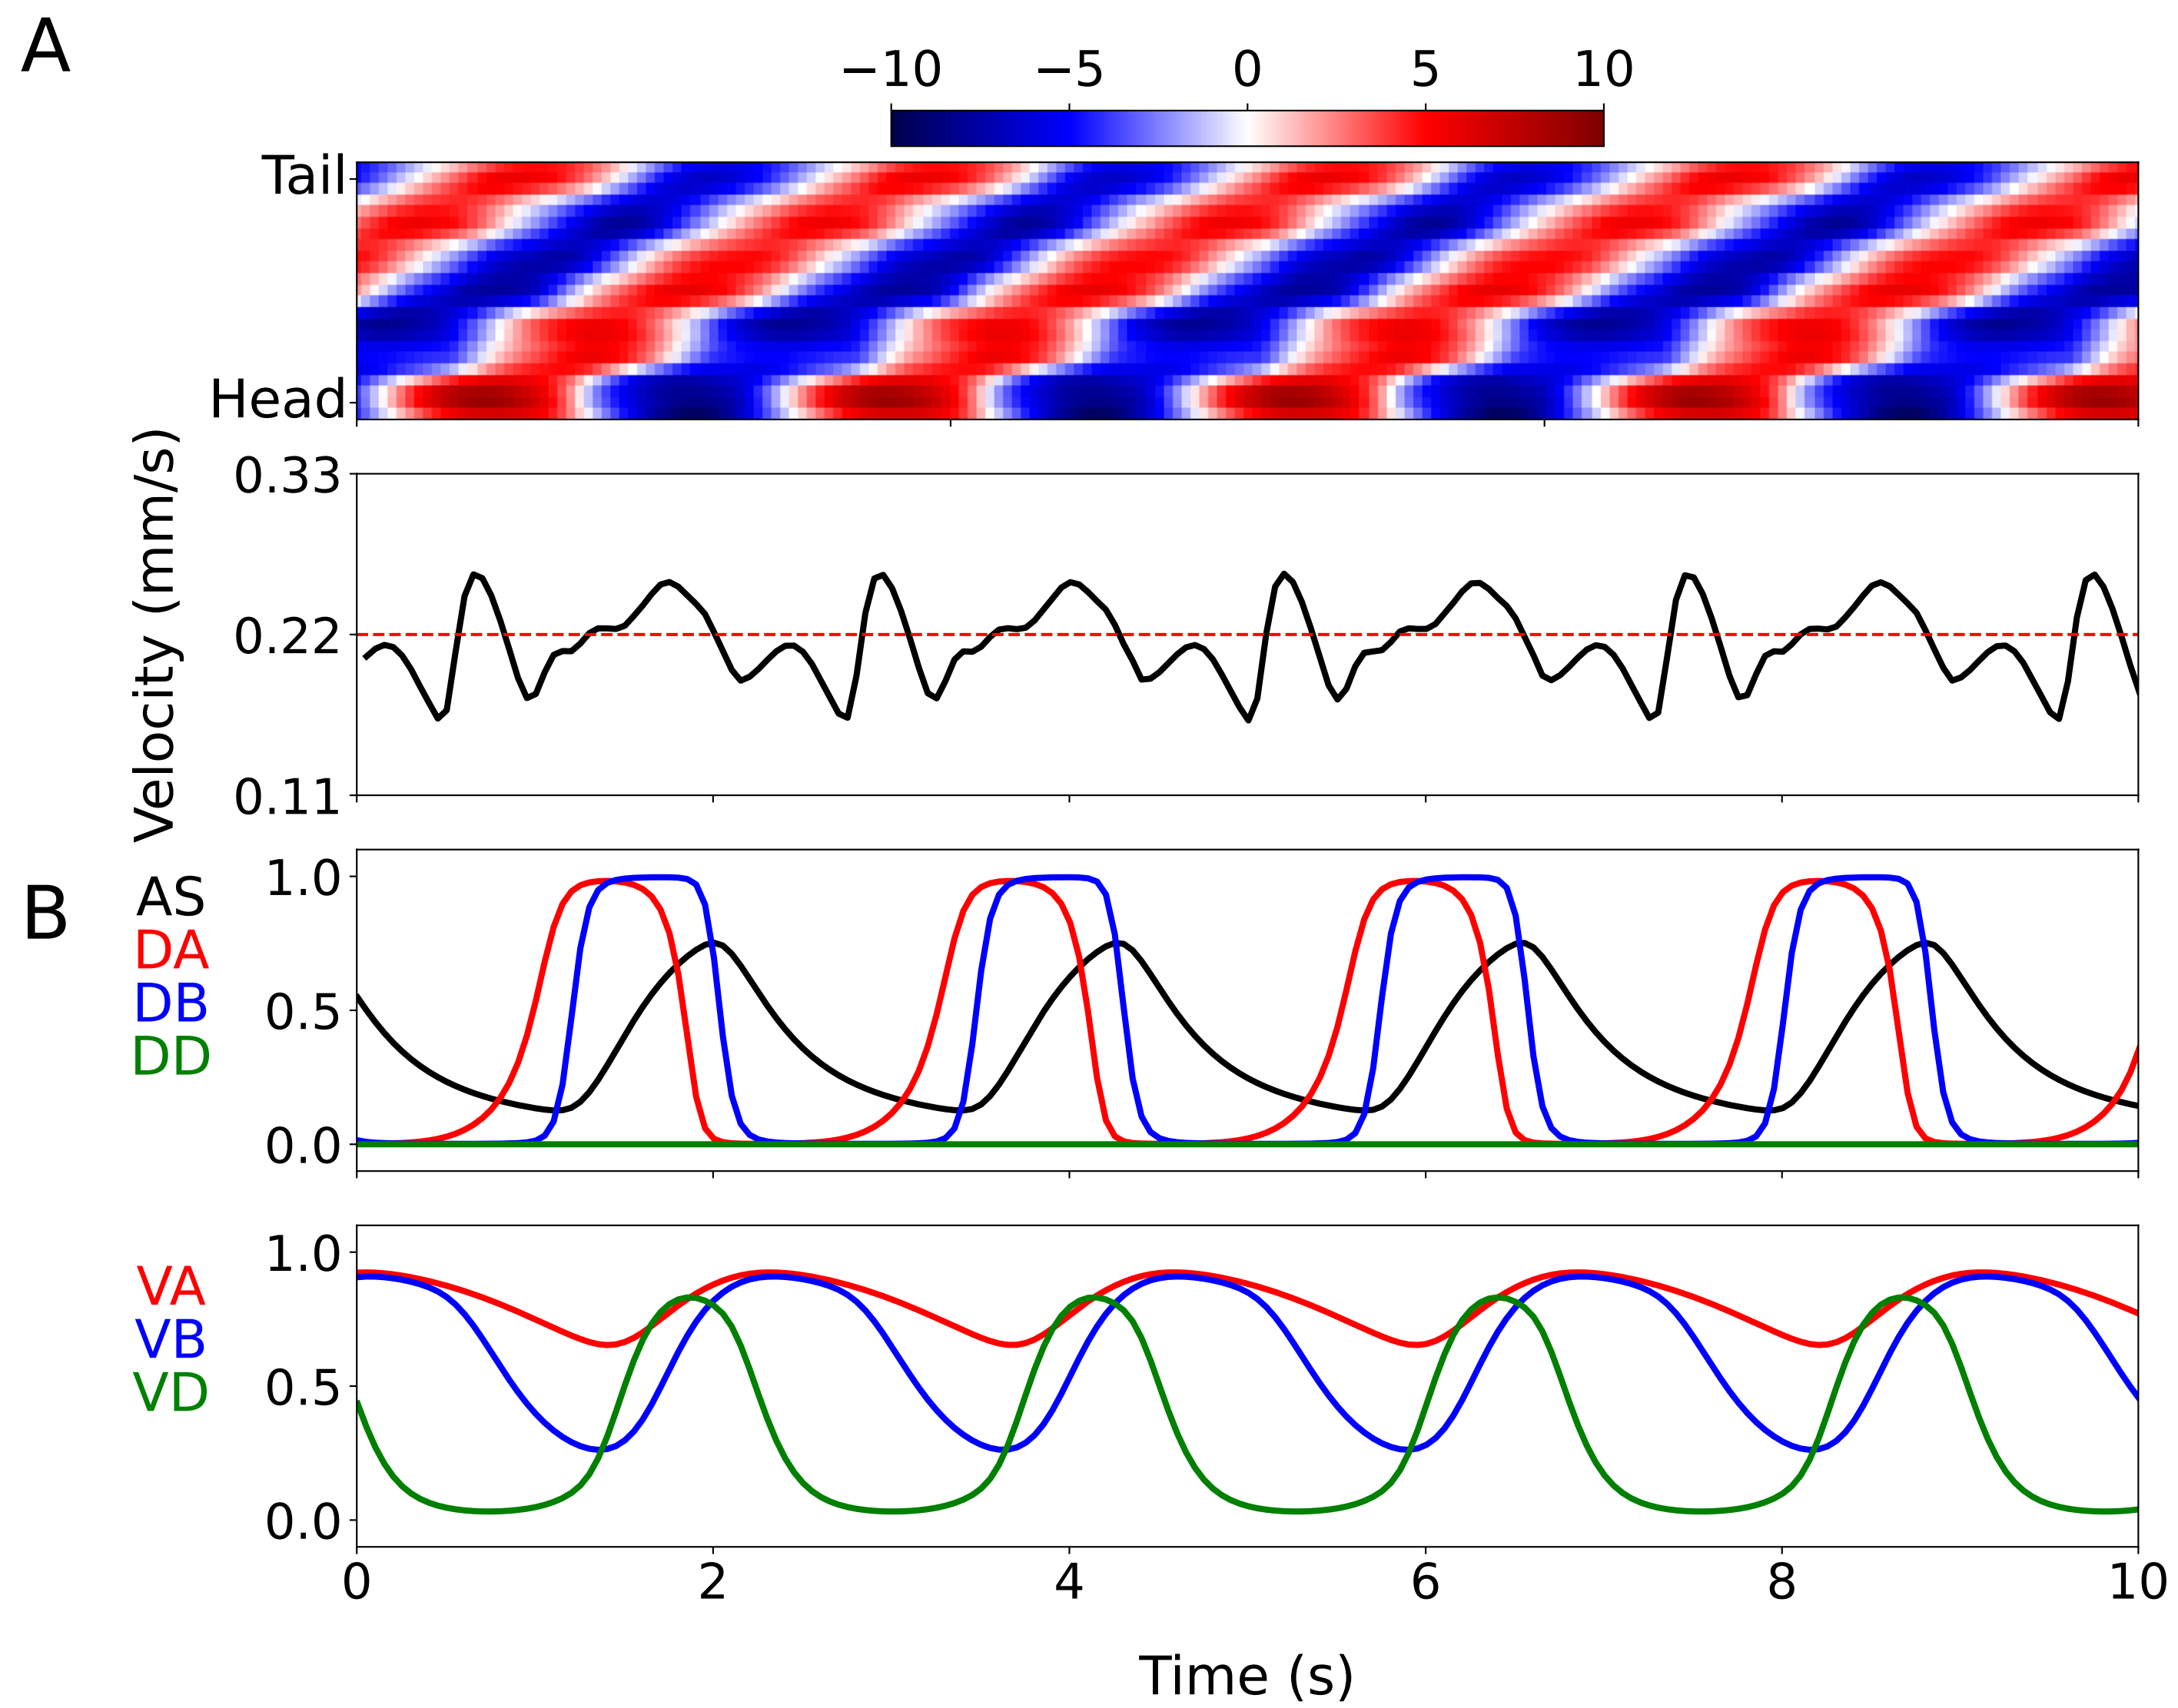 A
−10 −5 0 5 10
Tail
Head
Velocity (mm/s)
0.33
0.22
0.11
B
AS
DA
DB
DD
1.0
0.5
0.0
VA
VB
VD
1.0
0.5
0.0
0 2 4 6 8 10
Time (s)